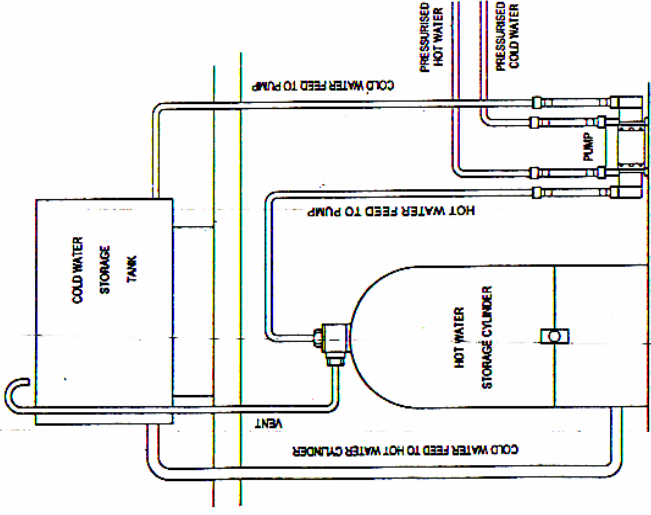 PRESSURISED
HOT WATER
PRESSURISED
COLD WATER
COLD WATER FEED TO PUMP
PUMP
HOT WATER FEED TO PUMP
COLD WATER
STORAGE
TANK
HOT WATER
STORAGE CYLINDER
VENT
COLD WATER FEED TO HOT WATER CYLINDER